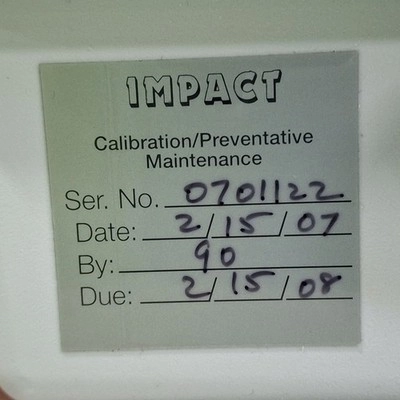 IMPACT
Calibration/Preventative
Maintenance
Ser. No. 0701122
Date: 2/15/07
By: 90
Due: 2/15/08